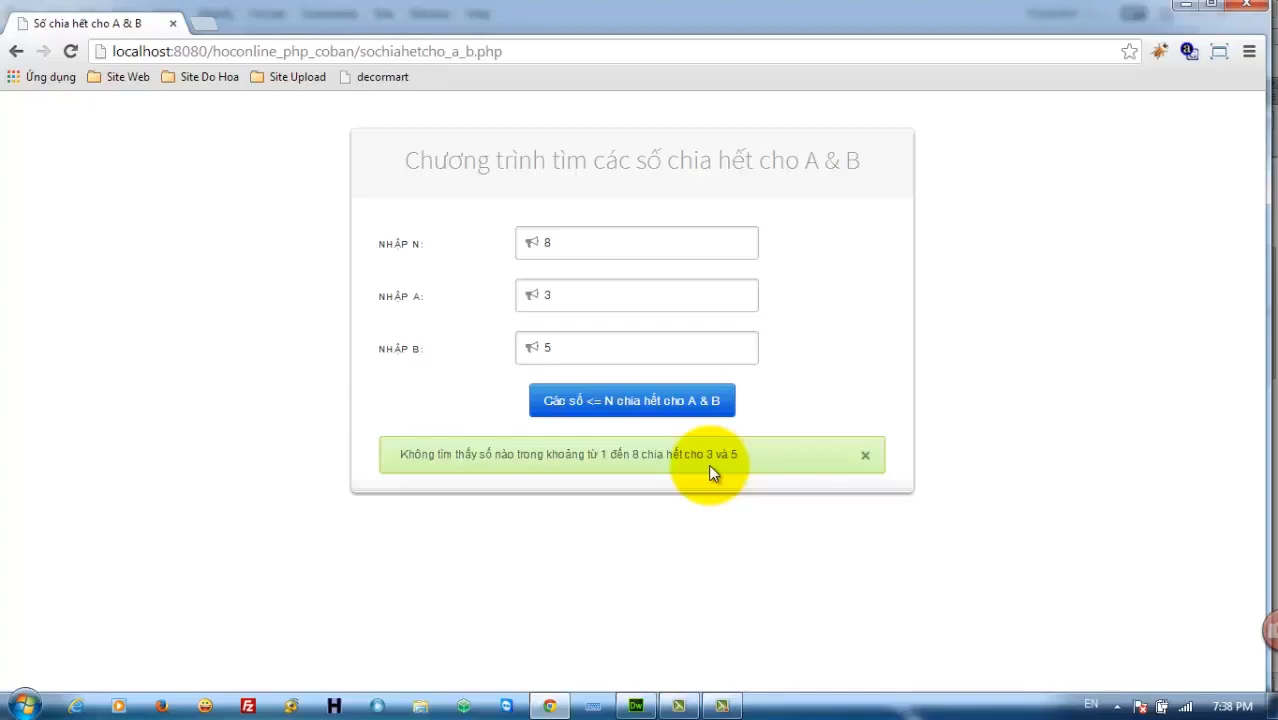 Số chia hết cho A & B
localhost:8080/hoconline_php_coban/sochiahetcho_a_b.php
Ứng dụng Site Web Site Do Hoa Site Upload decormart
Chương trình tìm các số chia hết cho A & B
NHẬP N: 8
NHẬP A: 3
NHẬP B: 5
Các số <= N chia hết cho A & B
Không tìm thấy số nào trong khoảng từ 1 đến 8 chia hết cho 3 và 5
EN 7:38 PM